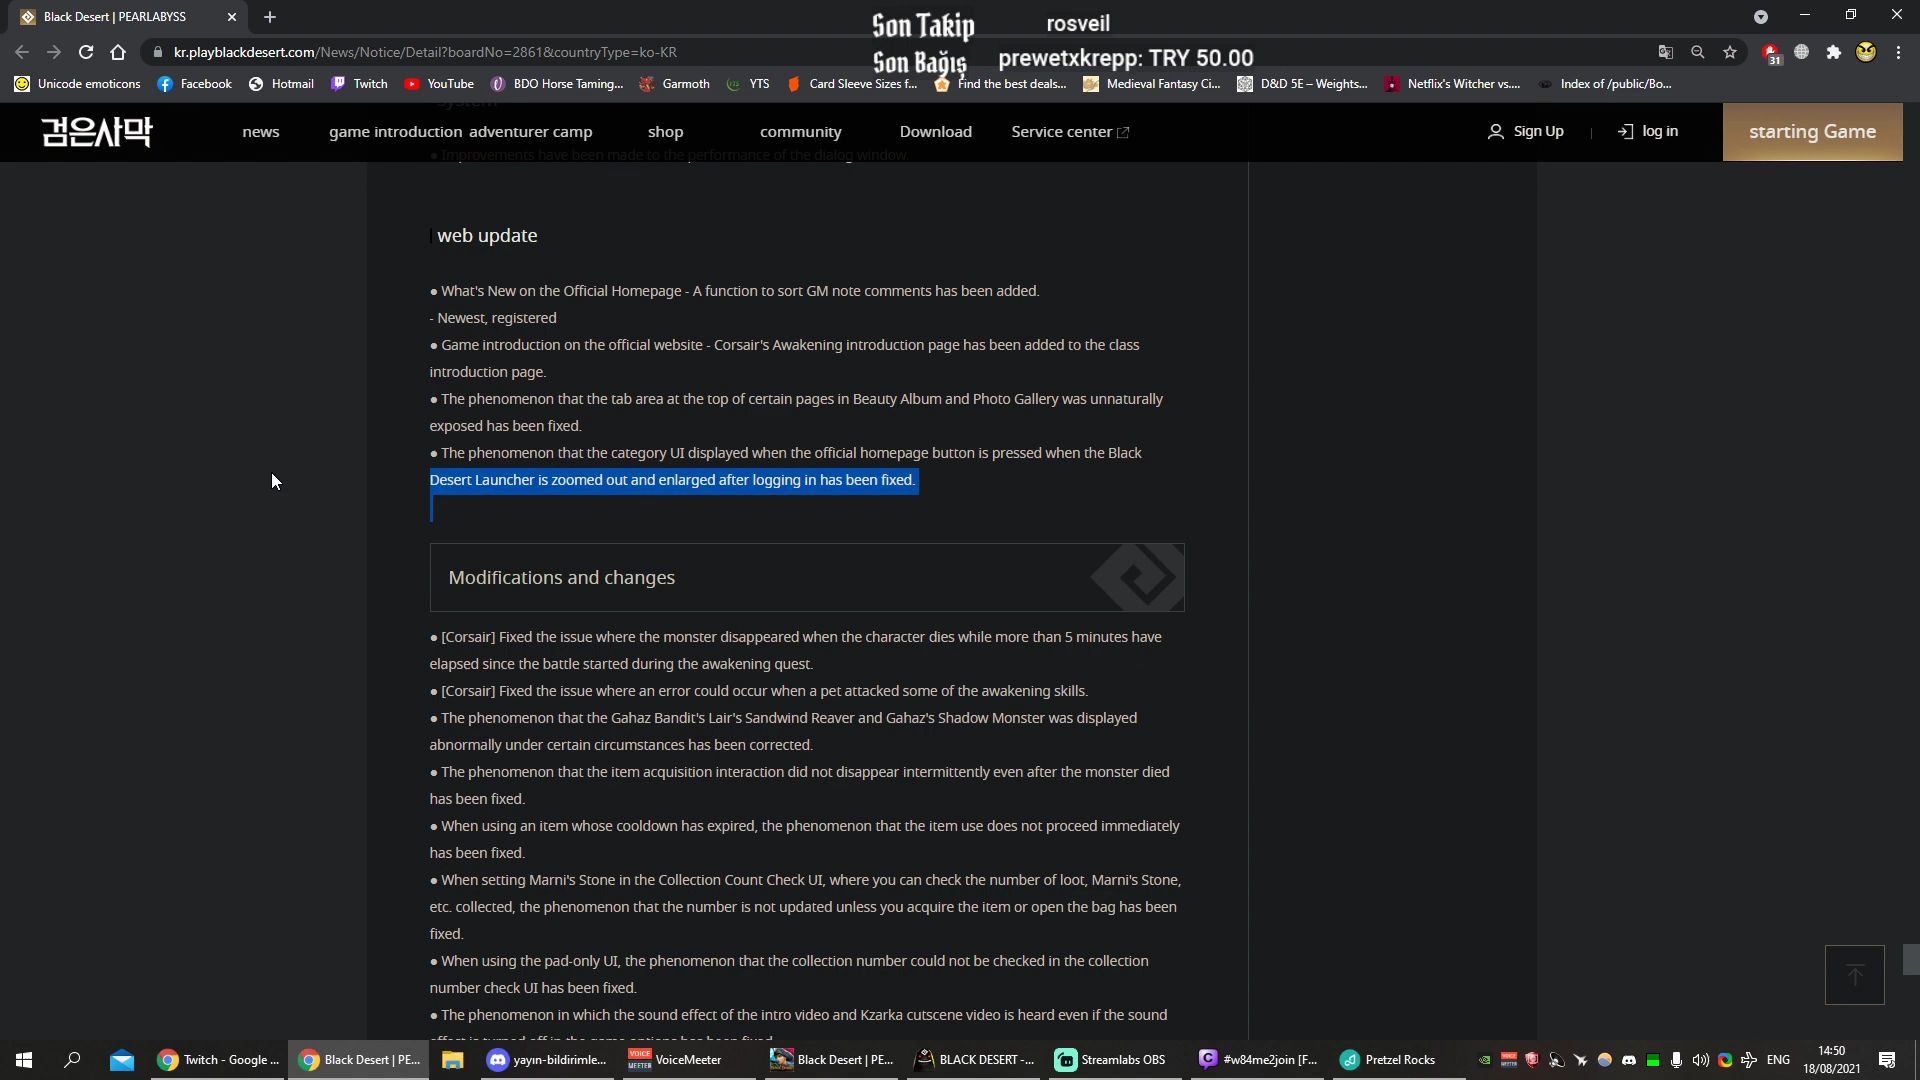 Black Desert | PEARLABYSS
Son Takip
rosveil
Son Bağış
prewetxkrepp: TRY 50.00
kr.playblackdesert.com/News/Notice/Detail?boardNo=2861&countryType=ko-KR
31
Unicode emoticons
Facebook
Hotmail
Twitch
YouTube
BDO Horse Taming...
Garmoth
YTS
Card Sleeve Sizes f...
Find the best deals...
Medieval Fantasy Ci...
D&D 5E – Weights...
Netflix's Witcher vs....
Index of /public/Bo...
검은사막
news
game introduction
adventurer camp
shop
community
Download
Service center
Sign Up
log in
starting Game
● Improvements have been made to the performance of the dialog window.
web update
● What's New on the Official Homepage - A function to sort GM note comments has been added.
- Newest, registered
● Game introduction on the official website - Corsair's Awakening introduction page has been added to the class
introduction page.
● The phenomenon that the tab area at the top of certain pages in Beauty Album and Photo Gallery was unnaturally
exposed has been fixed.
● The phenomenon that the category UI displayed when the official homepage button is pressed when the Black
Desert Launcher is zoomed out and enlarged after logging in has been fixed.
Modifications and changes
● [Corsair] Fixed the issue where the monster disappeared when the character dies while more than 5 minutes have
elapsed since the battle started during the awakening quest.
● [Corsair] Fixed the issue where an error could occur when a pet attacked some of the awakening skills.
● The phenomenon that the Gahaz Bandit's Lair's Sandwind Reaver and Gahaz's Shadow Monster was displayed
abnormally under certain circumstances has been corrected.
● The phenomenon that the item acquisition interaction did not disappear intermittently even after the monster died
has been fixed.
● When using an item whose cooldown has expired, the phenomenon that the item use does not proceed immediately
has been fixed.
● When setting Marni's Stone in the Collection Count Check UI, where you can check the number of loot, Marni's Stone,
etc. collected, the phenomenon that the number is not updated unless you acquire the item or open the bag has been
fixed.
● When using the pad-only UI, the phenomenon that the collection number could not be checked in the collection
number check UI has been fixed.
● The phenomenon in which the sound effect of the intro video and Kzarka cutscene video is heard even if the sound
Twitch - Google ...
Black Desert | PE...
yayın-bildirimle...
VoiceMeeter
Black Desert | PE...
BLACK DESERT -...
Streamlabs OBS
#w84me2join [F...
Pretzel Rocks
ENG
14:50
18/08/2021